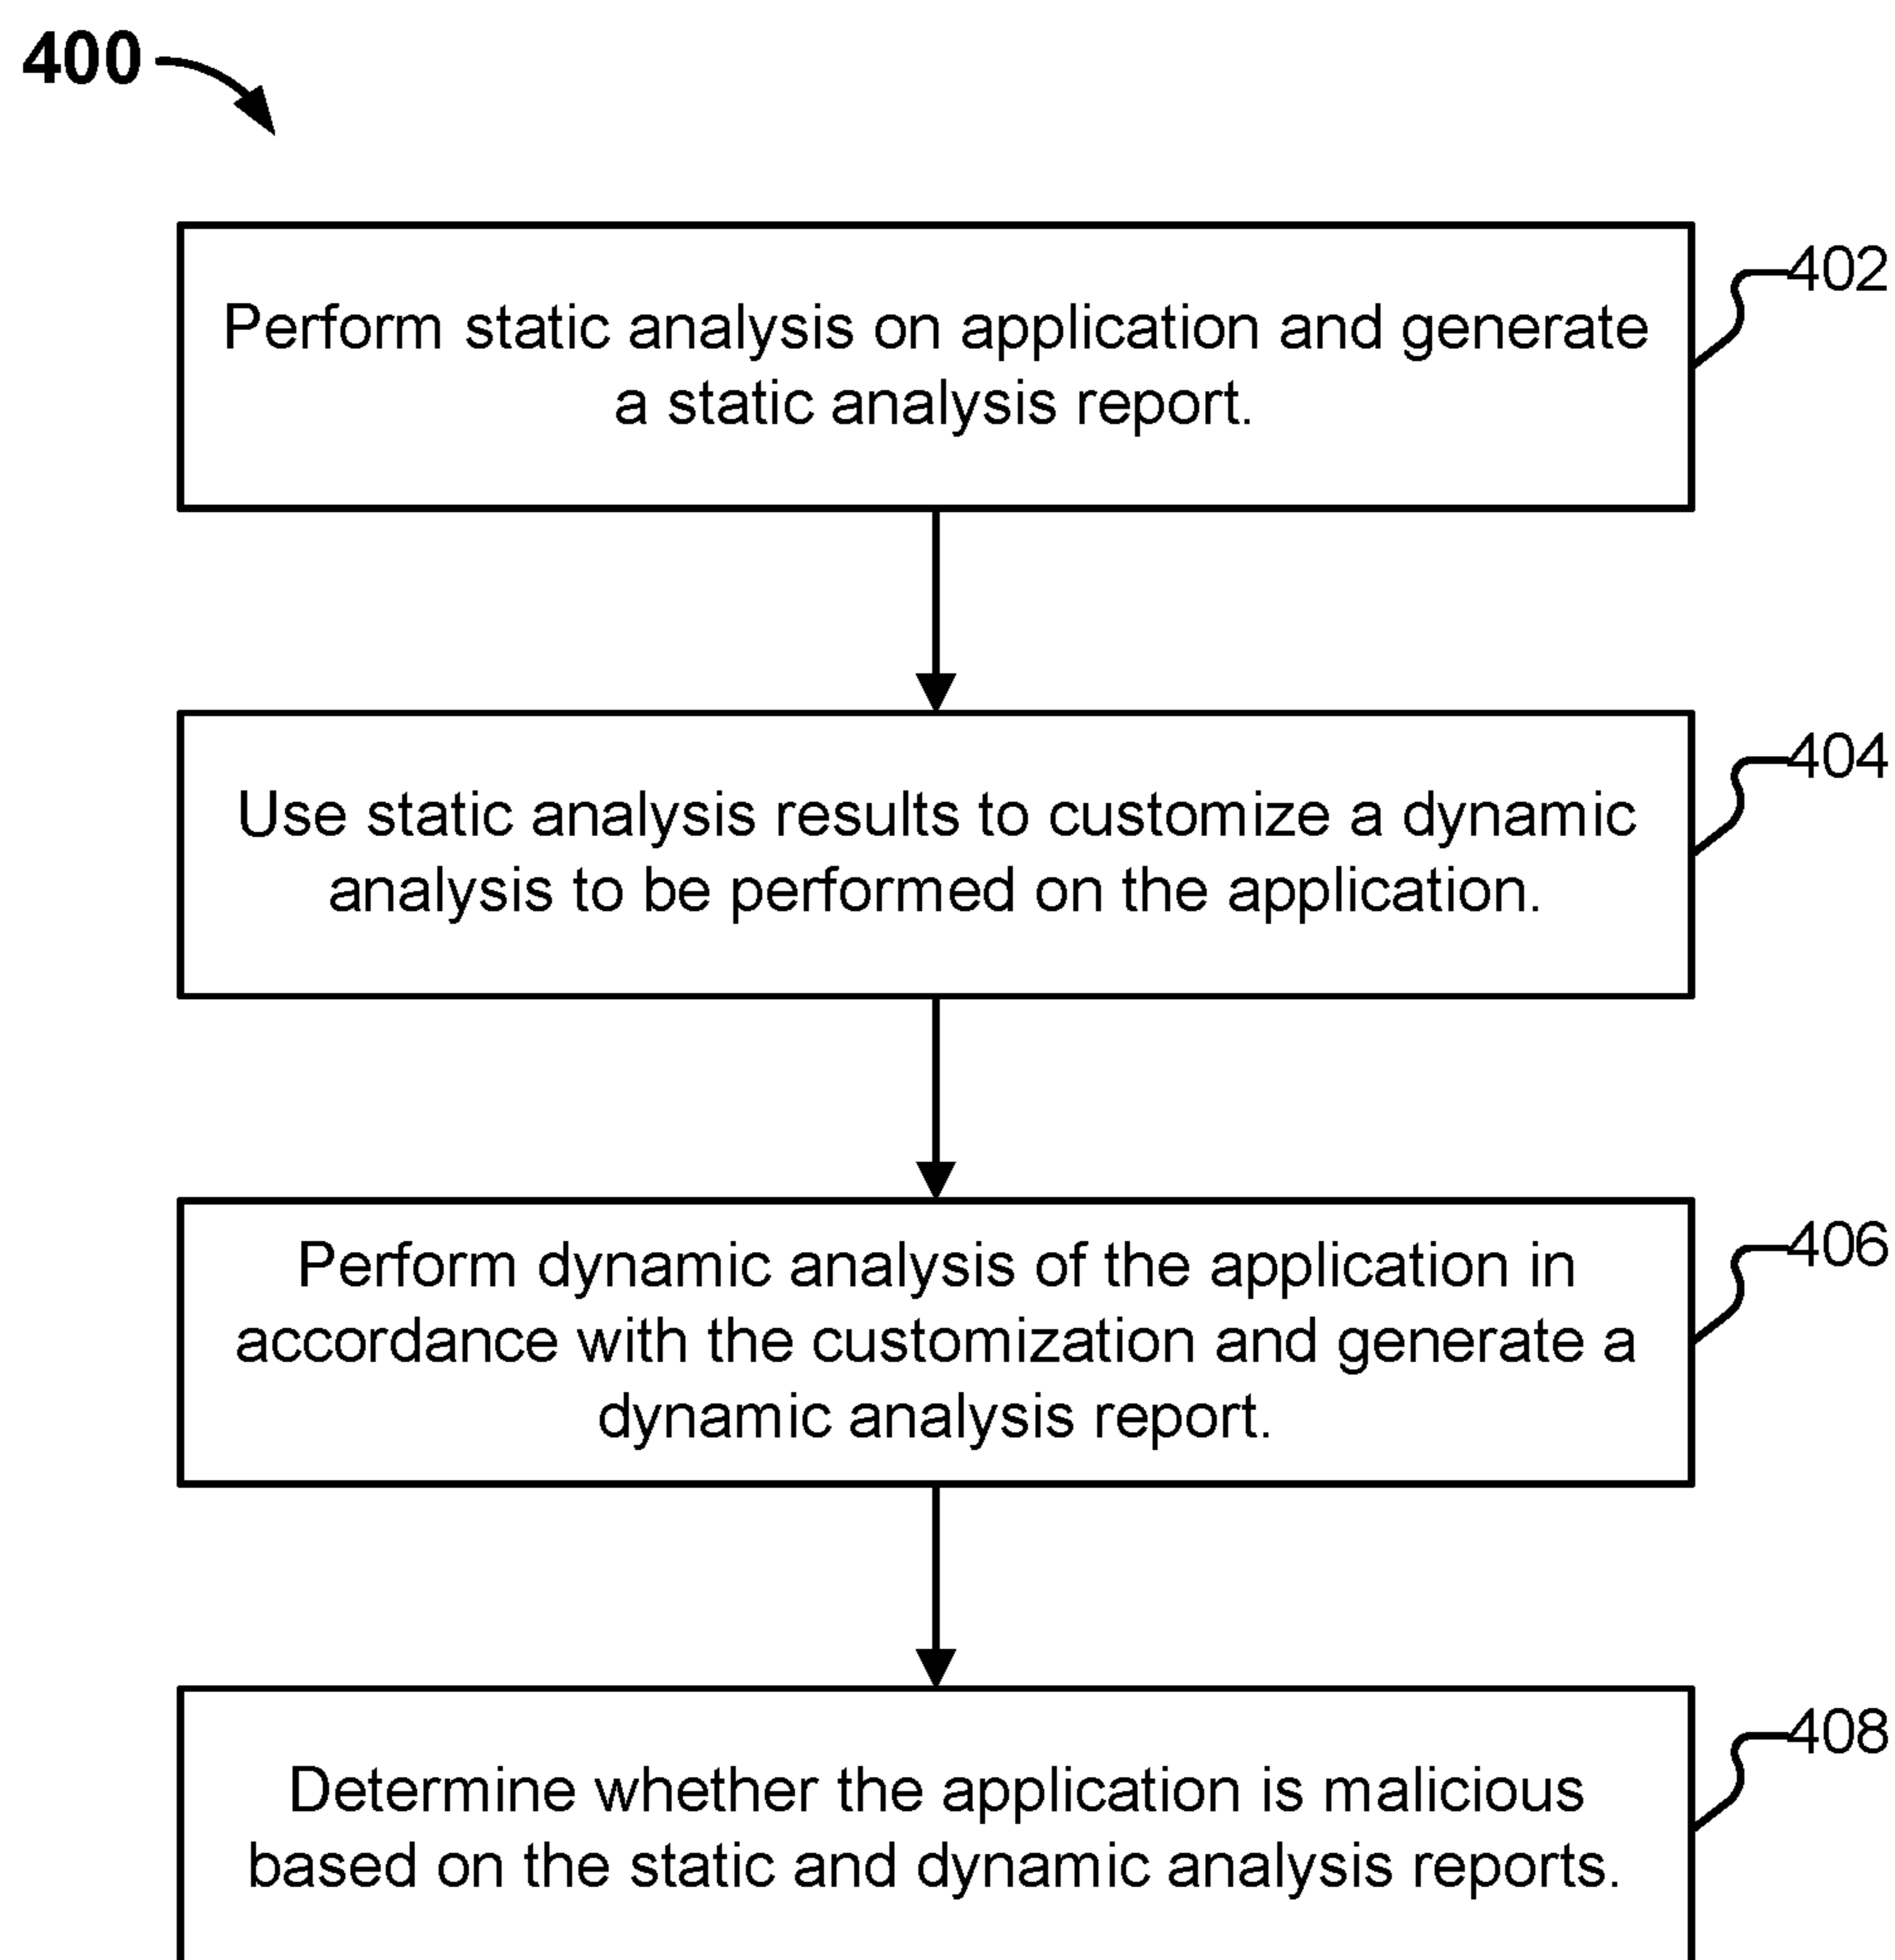 400
402
Perform static analysis on application and generate
a static analysis report.
404
Use static analysis results to customize a dynamic
analysis to be performed on the application.
406
Perform dynamic analysis of the application in
accordance with the customization and generate a
dynamic analysis report.
408
Determine whether the application is malicious
based on the static and dynamic analysis reports.